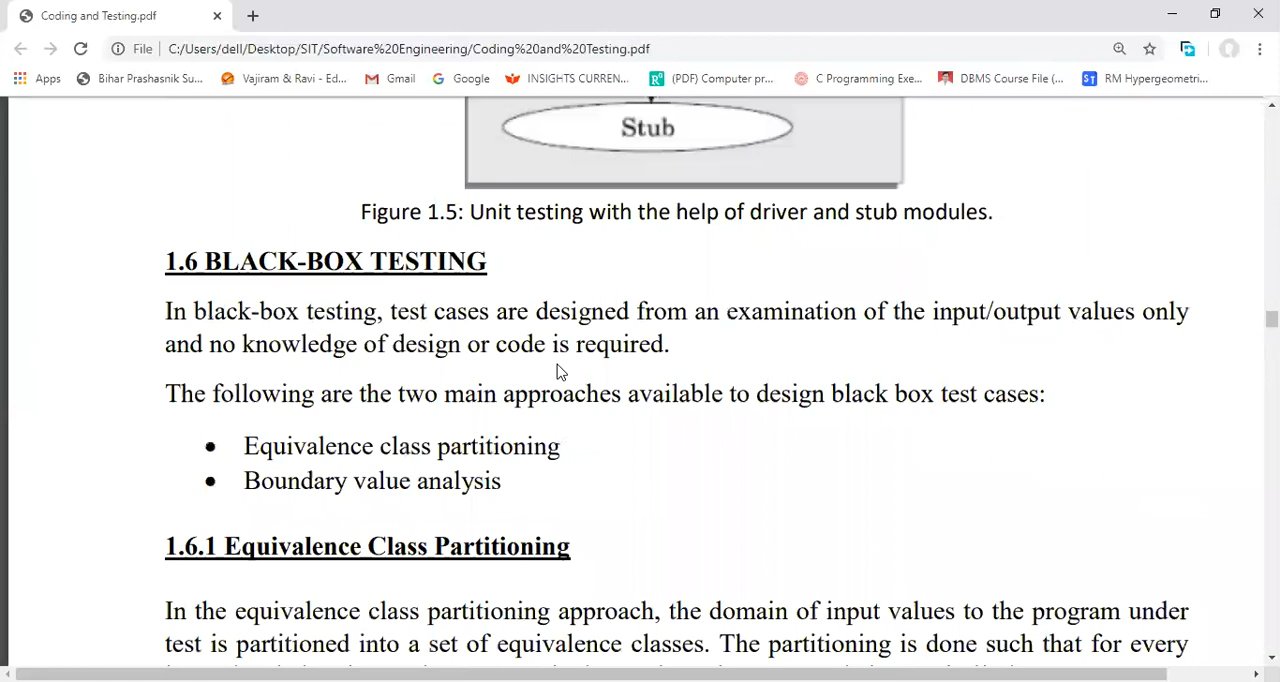 Coding and Testing.pdf
File C:/Users/dell/Desktop/SIT/Software%20Engineering/Coding%20and%20Testing.pdf
Apps Bihar Prashasnik Su... Vajiram & Ravi - Ed... Gmail Google INSIGHTS CURREN... (PDF) Computer pr... C Programming Exe... DBMS Course File (... RM Hypergeometri...
Stub
Figure 1.5: Unit testing with the help of driver and stub modules.
1.6 BLACK-BOX TESTING
In black-box testing, test cases are designed from an examination of the input/output values only
and no knowledge of design or code is required.
The following are the two main approaches available to design black box test cases:
• Equivalence class partitioning
• Boundary value analysis
1.6.1 Equivalence Class Partitioning
In the equivalence class partitioning approach, the domain of input values to the program under
test is partitioned into a set of equivalence classes. The partitioning is done such that for every